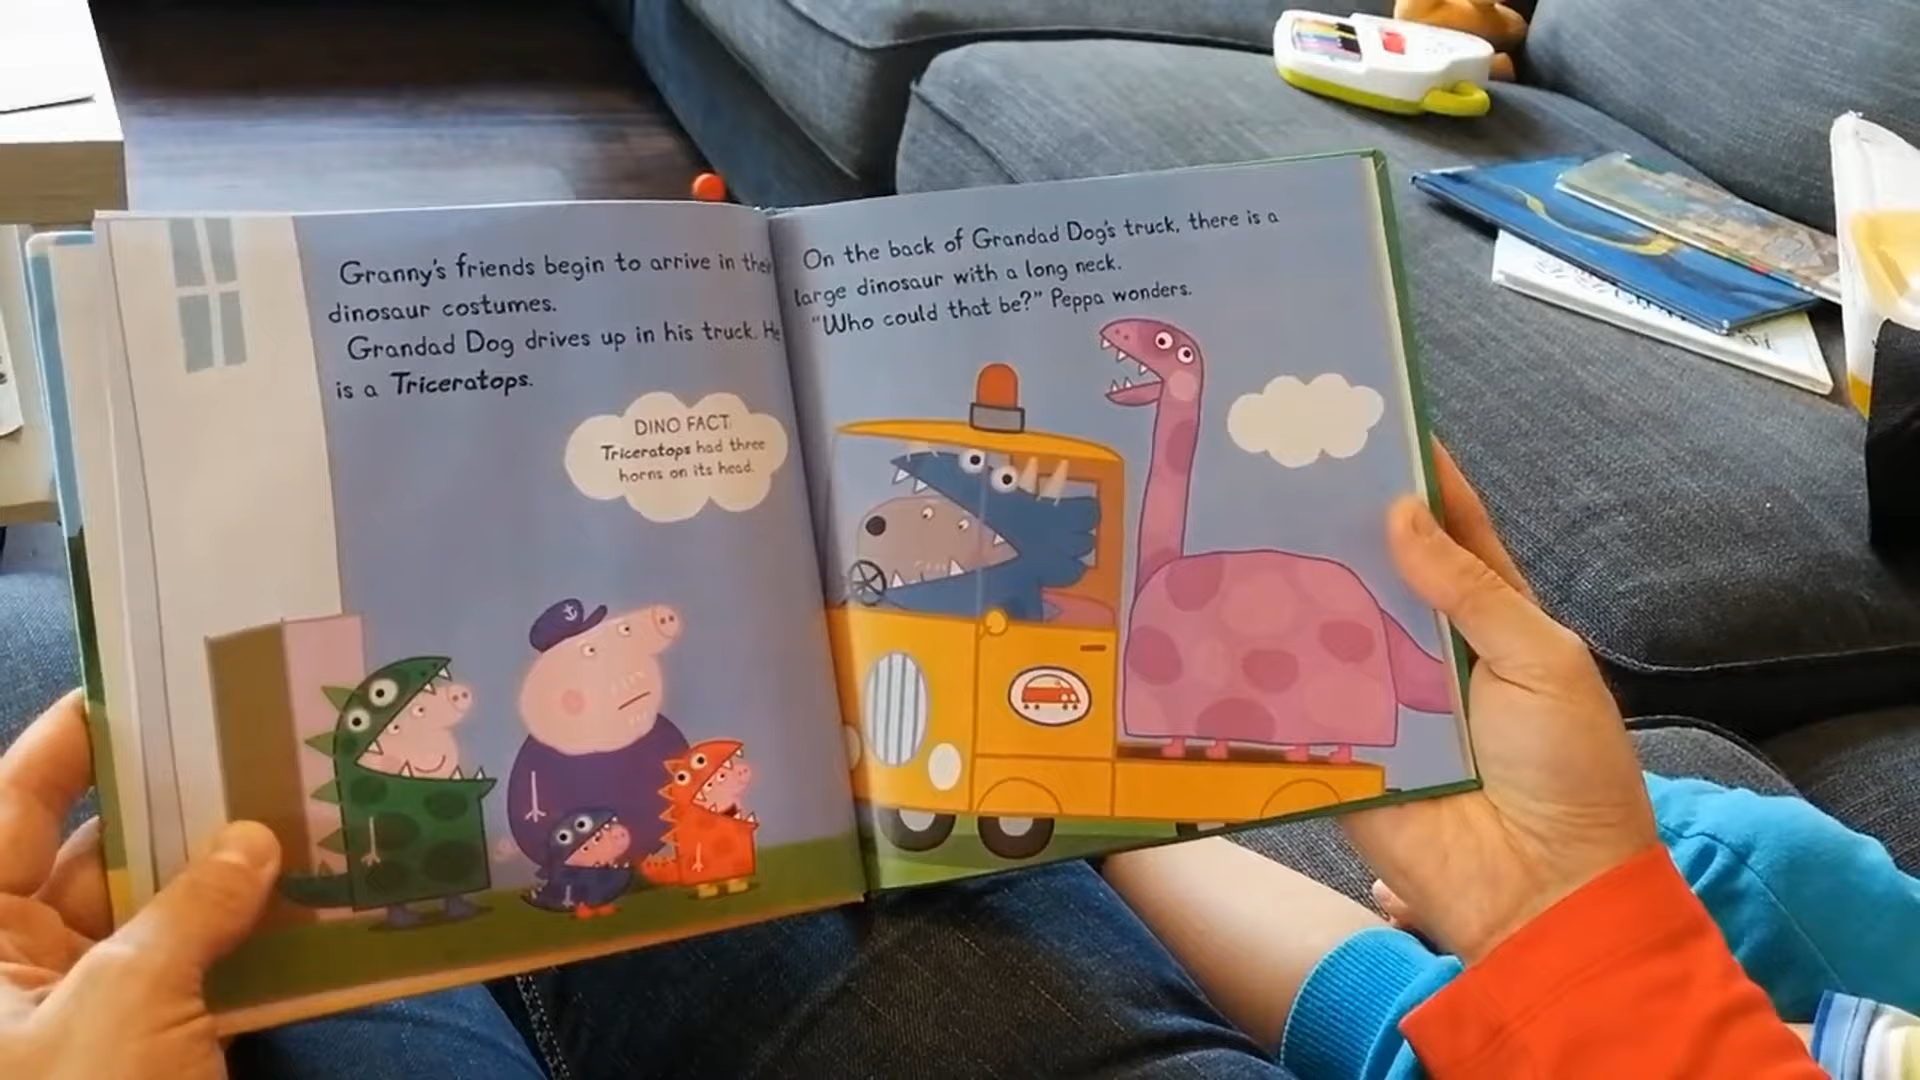 Granny's friends begin to arrive in their
dinosaur costumes.
Grandad Dog drives up in his truck. He
is a Triceratops.
DINO FACT:
Triceratops had three
horns on its head.
On the back of Grandad Dog's truck, there is a
large dinosaur with a long neck.
"Who could that be?" Peppa wonders.